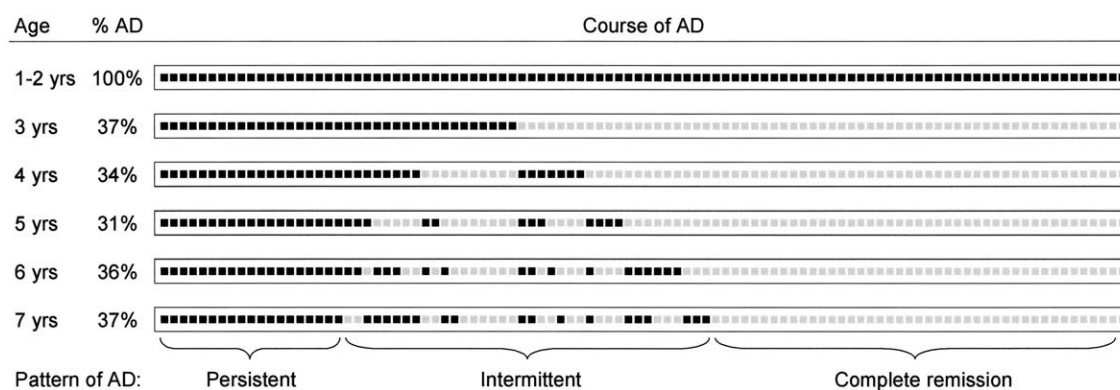 Age % AD Course of AD
1-2 yrs 100%
3 yrs 37%
4 yrs 34%
5 yrs 31%
6 yrs 36%
7 yrs 37%
Pattern of AD: Persistent Intermittent Complete remission